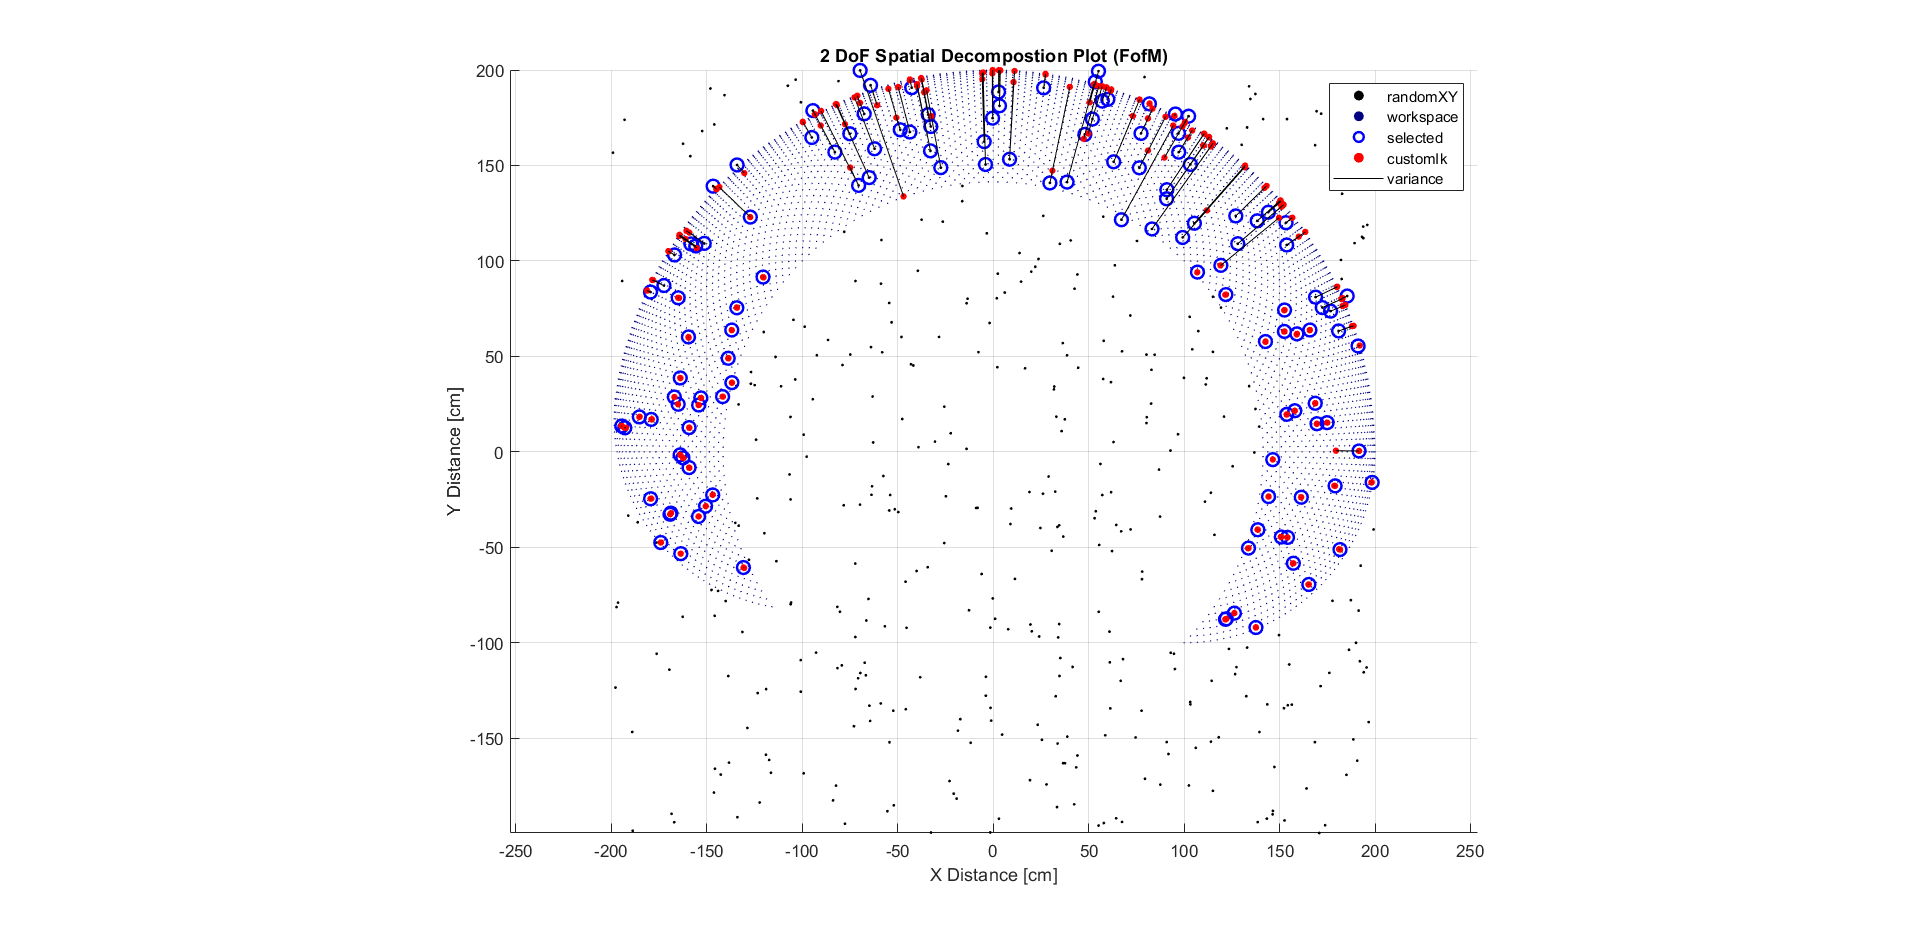 2 DoF Spatial Decompostion Plot (FofM)
200
150
100
50
0
-50
-100
-150
Y Distance [cm]
randomXY
workspace
selected
customIk
variance
-250 -200 -150 -100 -50 0 50 100 150 200 250
X Distance [cm]